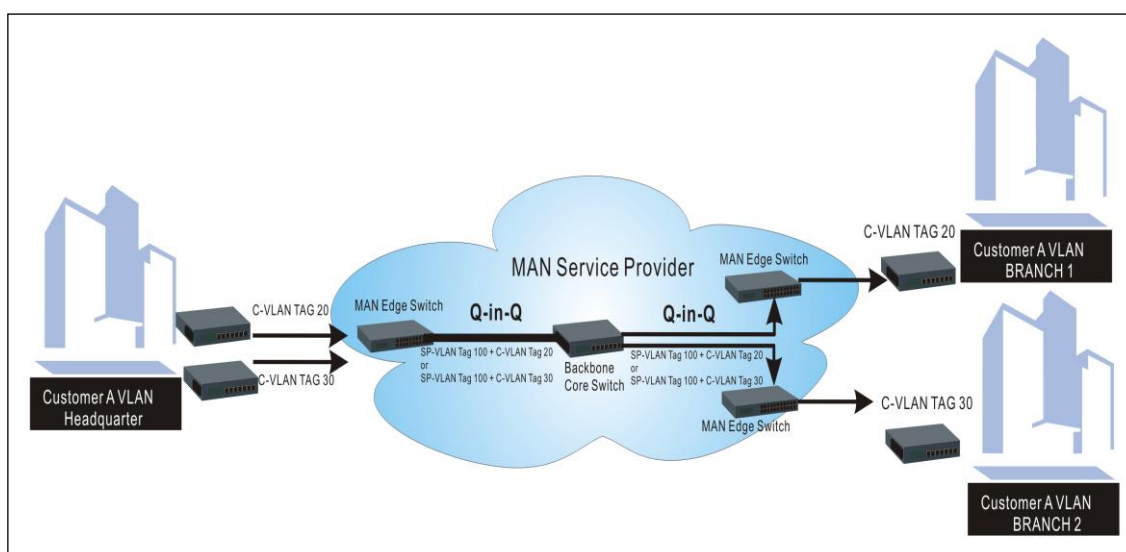 C-VLAN TAG 20
C-VLAN TAG 30
Customer A VLAN
Headquarter
MAN Service Provider
MAN Edge Switch
Q-in-Q
SP-VLAN Tag 100 + C-VLAN Tag 20
or
SP-VLAN Tag 100 + C-VLAN Tag 30
Backbone
Core Switch
Q-in-Q
SP-VLAN Tag 100 + C-VLAN Tag 20
or
SP-VLAN Tag 100 + C-VLAN Tag 30
MAN Edge Switch
MAN Edge Switch
C-VLAN TAG 20
Customer A VLAN
BRANCH 1
C-VLAN TAG 30
Customer A VLAN
BRANCH 2